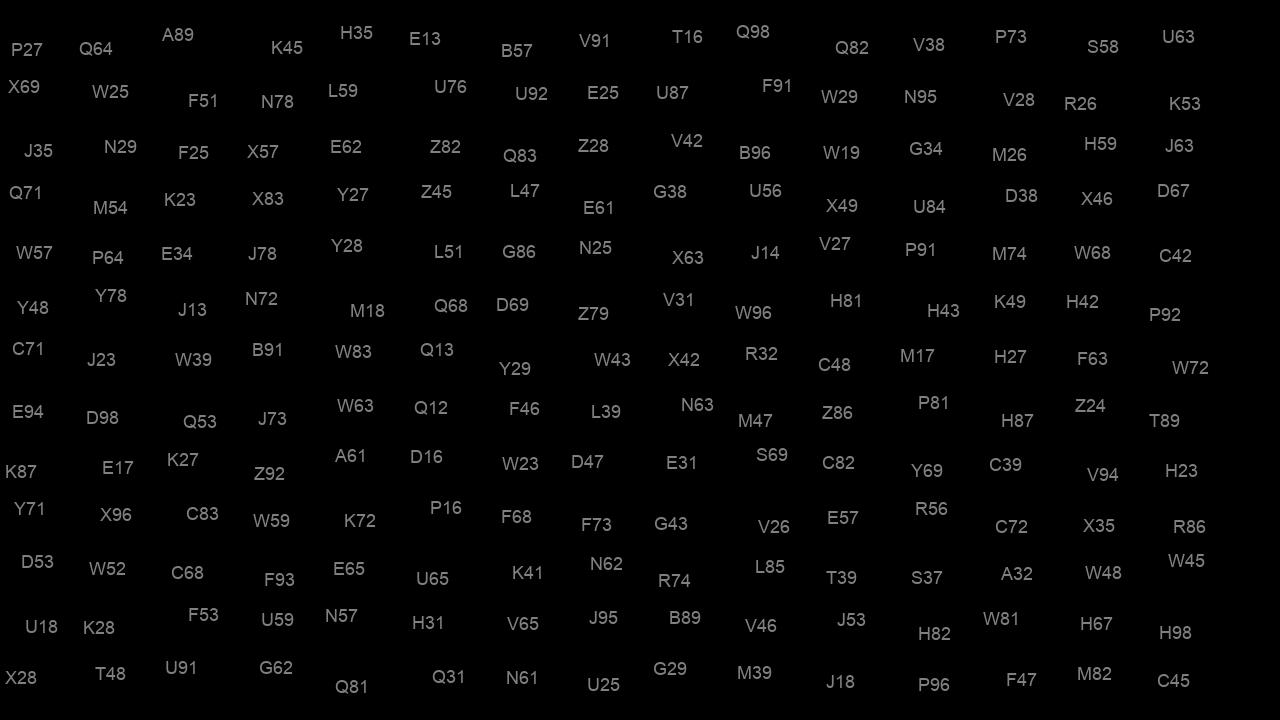 P27 Q64 A89 K45 H35 E13 B57 V91 T16 Q98 Q82 V38 P73 S58 U63
X69 W25 F51 N78 L59 U76 U92 E25 U87 F91 W29 N95 V28 R26 K53
J35 N29 F25 X57 E62 Z82 Q83 Z28 V42 B96 W19 G34 M26 H59 J63
Q71 M54 K23 X83 Y27 Z45 L47 E61 G38 U56 X49 U84 D38 X46 D67
W57 P64 E34 J78 Y28 L51 G86 N25 X63 J14 V27 P91 M74 W68 C42
Y48 Y78 J13 N72 M18 Q68 D69 Z79 V31 W96 H81 H43 K49 H42 P92
C71 J23 W39 B91 W83 Q13 Y29 W43 X42 R32 C48 M17 H27 F63 W72
E94 D98 Q53 J73 W63 Q12 F46 L39 N63 M47 Z86 P81 H87 Z24 T89
K87 E17 K27 Z92 A61 D16 W23 D47 E31 S69 C82 Y69 C39 V94 H23
Y71 X96 C83 W59 K72 P16 F68 F73 G43 V26 E57 R56 C72 X35 R86
D53 W52 C68 F93 E65 U65 K41 N62 R74 L85 T39 S37 A32 W48 W45
U18 K28 F53 U59 N57 H31 V65 J95 B89 V46 J53 H82 W81 H67 H98
X28 T48 U91 G62 Q81 Q31 N61 U25 G29 M39 J18 P96 F47 M82 C45